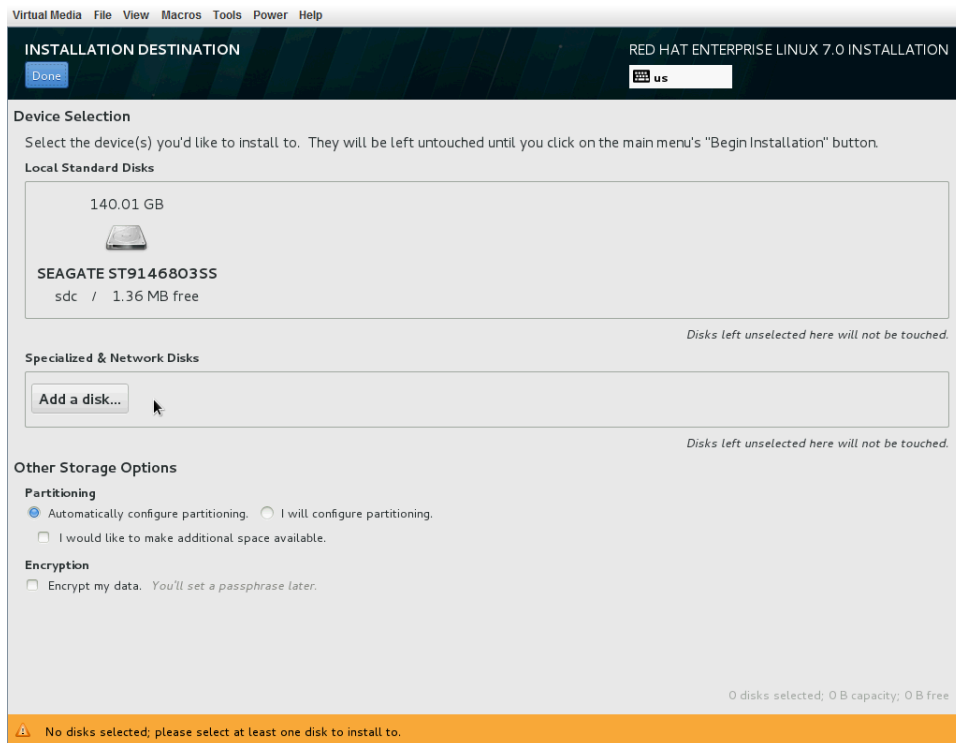 Virtual Media File View Macros Tools Power Help
INSTALLATION DESTINATION
RED HAT ENTERPRISE LINUX 7.0 INSTALLATION
Done
us
Device Selection
Select the device(s) you'd like to install to. They will be left untouched until you click on the main menu's "Begin Installation" button.
Local Standard Disks
140.01 GB
SEAGATE ST9146803SS
sdc / 1.36 MB free
Disks left unselected here will not be touched.
Specialized & Network Disks
Add a disk...
Disks left unselected here will not be touched.
Other Storage Options
Partitioning
Automatically configure partitioning. I will configure partitioning.
I would like to make additional space available.
Encryption
Encrypt my data. You'll set a passphrase later.
0 disks selected; 0 B capacity; 0 B free
No disks selected; please select at least one disk to install to.